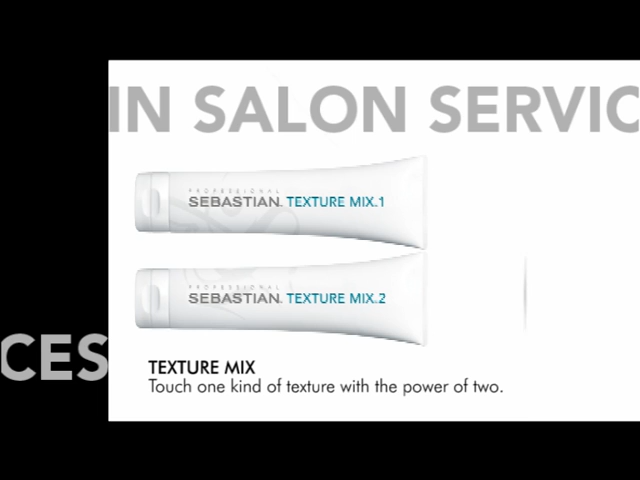 IN SALON SERVIC
PROFESSIONAL
SEBASTIAN. TEXTURE MIX.1
PROFESSIONAL
SEBASTIAN. TEXTURE MIX.2
CES
TEXTURE MIX
Touch one kind of texture with the power of two.